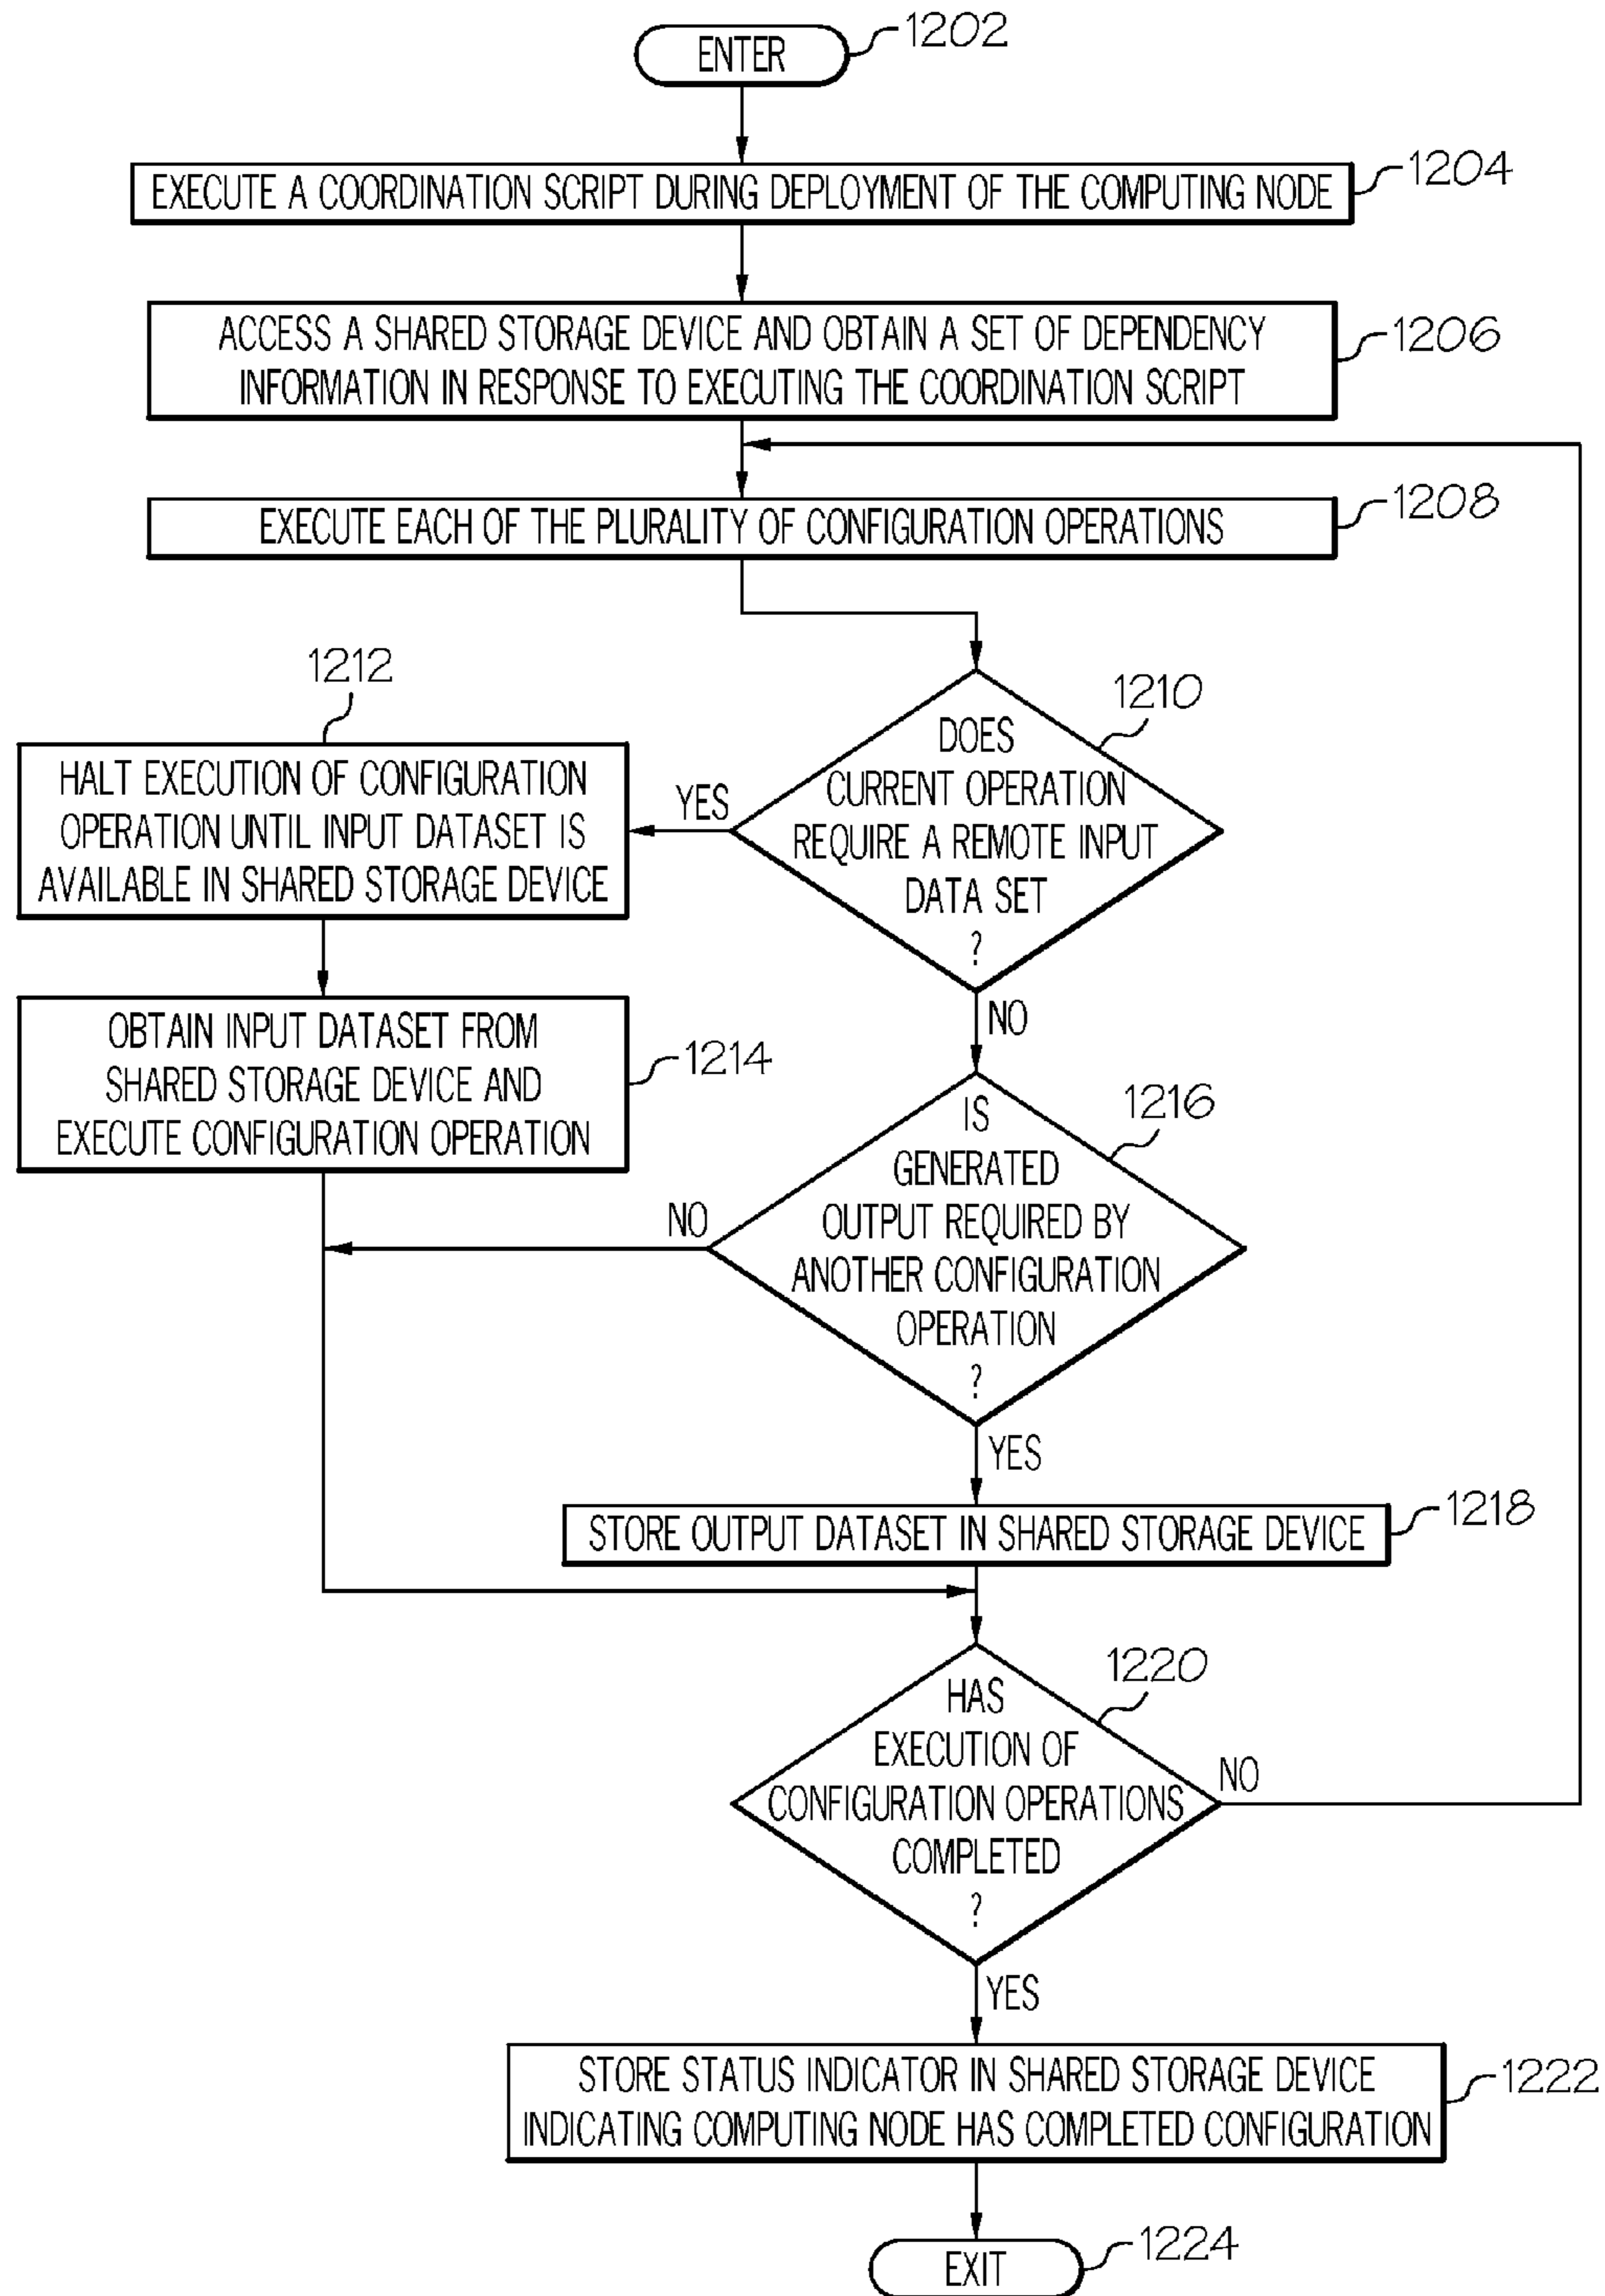 ENTER
1202
EXECUTE A COORDINATION SCRIPT DURING DEPLOYMENT OF THE COMPUTING NODE
1204
ACCESS A SHARED STORAGE DEVICE AND OBTAIN A SET OF DEPENDENCY
INFORMATION IN RESPONSE TO EXECUTING THE COORDINATION SCRIPT
1206
EXECUTE EACH OF THE PLURALITY OF CONFIGURATION OPERATIONS
1208
1210
DOES
CURRENT OPERATION
REQUIRE A REMOTE INPUT
DATA SET
?
YES
1212
HALT EXECUTION OF CONFIGURATION
OPERATION UNTIL INPUT DATASET IS
AVAILABLE IN SHARED STORAGE DEVICE
OBTAIN INPUT DATASET FROM
SHARED STORAGE DEVICE AND
EXECUTE CONFIGURATION OPERATION
1214
NO
1216
IS
GENERATED
OUTPUT REQUIRED BY
ANOTHER CONFIGURATION
OPERATION
?
NO
YES
STORE OUTPUT DATASET IN SHARED STORAGE DEVICE
1218
1220
HAS
EXECUTION OF
CONFIGURATION OPERATIONS
COMPLETED
?
NO
YES
STORE STATUS INDICATOR IN SHARED STORAGE DEVICE
INDICATING COMPUTING NODE HAS COMPLETED CONFIGURATION
1222
EXIT
1224